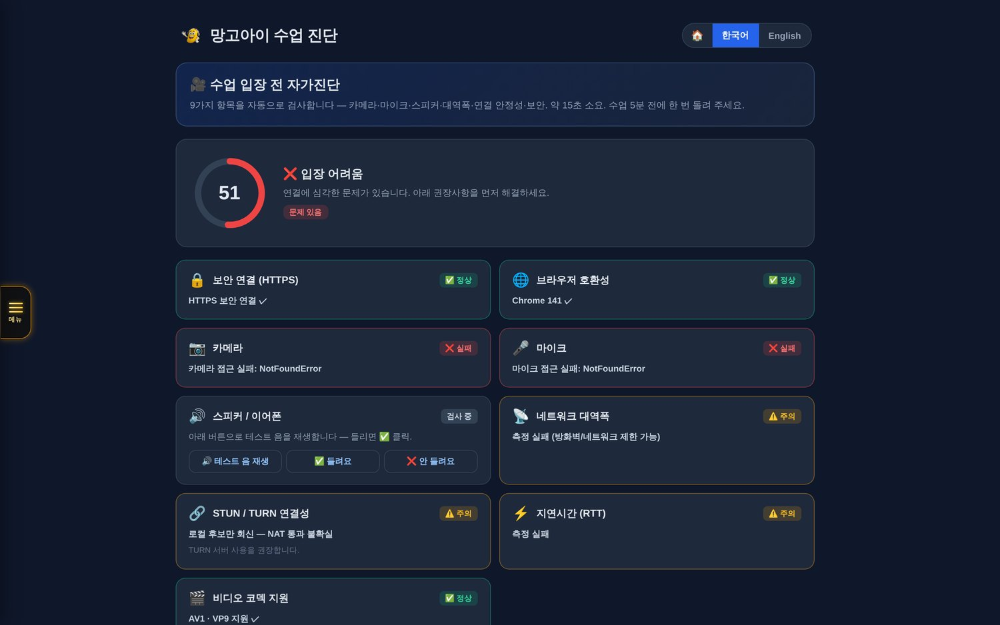 망고아이 수업 진단
한국어
English
수업 입장 전 자가진단
9가지 항목을 자동으로 검사합니다 — 카메라·마이크·스피커·대역폭·연결 안정성·보안. 약 15초 소요. 수업 5분 전에 한 번 돌려 주세요.
51
❌ 입장 어려움
연결에 심각한 문제가 있습니다. 아래 권장사항을 먼저 해결하세요.
문제 있음
메뉴
보안 연결 (HTTPS)
✅ 정상
HTTPS 보안 연결 ✓
브라우저 호환성
✅ 정상
Chrome 141 ✓
카메라
❌ 실패
카메라 접근 실패: NotFoundError
마이크
❌ 실패
마이크 접근 실패: NotFoundError
스피커 / 이어폰
검사 중
아래 버튼으로 테스트 음을 재생합니다 — 들리면 ✅ 클릭.
🔊 테스트 음 재생
✅ 들려요
❌ 안 들려요
네트워크 대역폭
⚠️ 주의
측정 실패 (방화벽/네트워크 제한 가능)
STUN / TURN 연결성
⚠️ 주의
로컬 후보만 회신 — NAT 통과 불확실
TURN 서버 사용을 권장합니다.
지연시간 (RTT)
⚠️ 주의
측정 실패
비디오 코덱 지원
✅ 정상
AV1 · VP9 지원 ✓